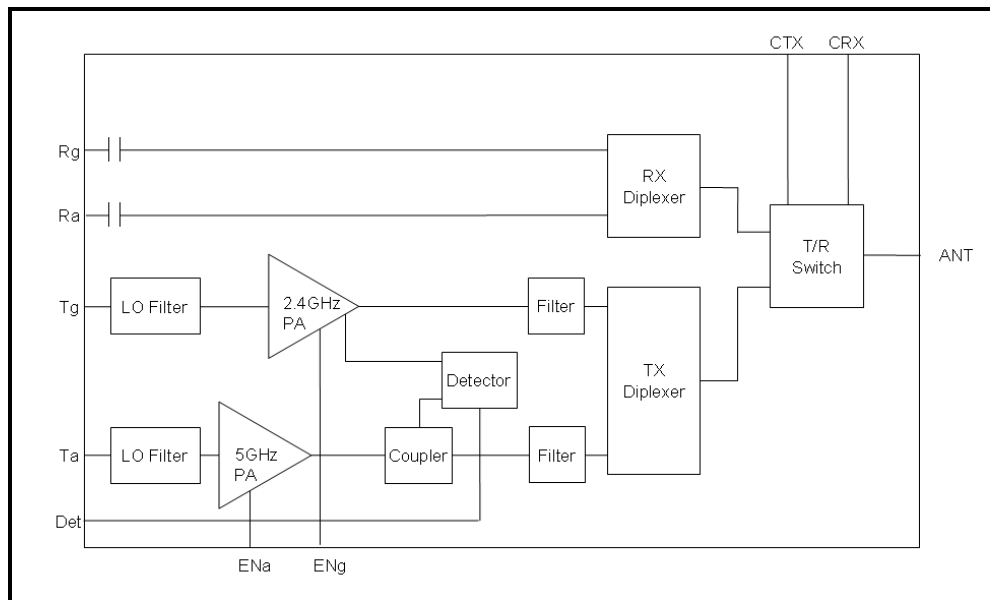 CTX CRX
Rg
RX
Diplexer
Ra
T/R
Switch
ANT
Tg
LO Filter
2.4GHz
PA
Filter
TX
Diplexer
Detector
Ta
LO Filter
5GHz
PA
Coupler
Filter
Det
ENa ENg